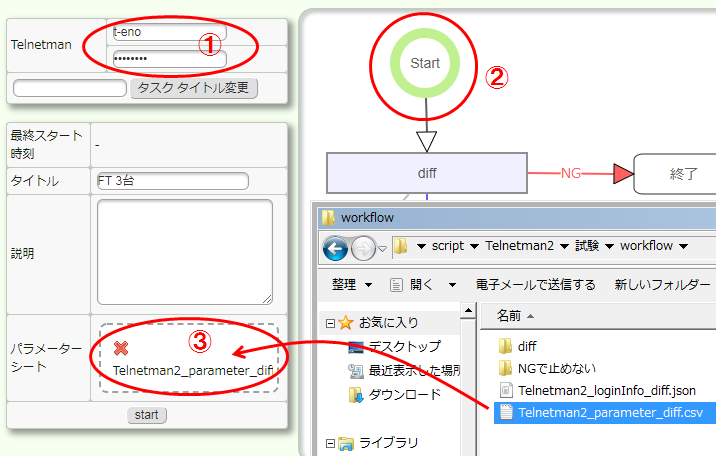 Telnetman
t-eno
••••••••
①
タスク タイトル変更
最終スタート
時刻
-
タイトル
FT 3台
説明
パラメーター
シート
③
Telnetman2_parameter_dif
start
Start
②
diff
NG
終了
workflow
script
Telnetman2
試験
workflow
整理
開く
電子メールで送信する
新しいフォルダー
お気に入り
デスクトップ
最近表示した場所
ダウンロード
ライブラリ
名前
diff
NGで止めない
Telnetman2_loginInfo_diff.json
Telnetman2_parameter_diff.csv